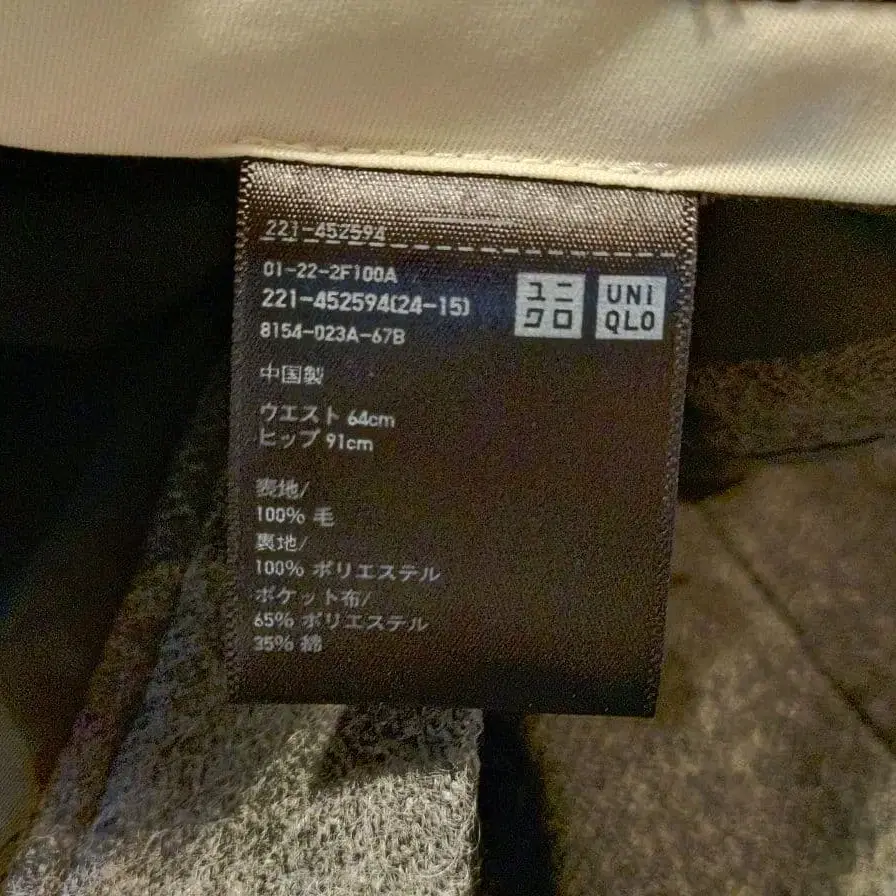 221-452594
01-22-2F100A
221-452594(24-15)
8154-023A-67B
ユニ
クロ
UNI
QLO
中国製
ウエスト 64cm
ヒップ 91cm
表地/
100% 毛
裏地/
100% ポリエステル
ポケット布/
65% ポリエステル
35% 綿